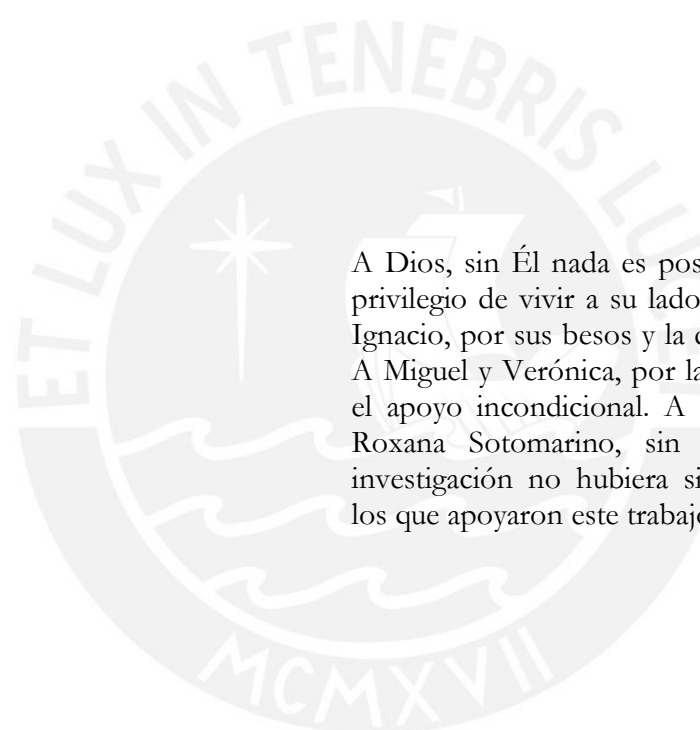 ET LUX IN TENEBRIS LUC
A Dios, sin Él nada es pos
privilegio de vivir a su lado
Ignacio, por sus besos y la
A Miguel y Verónica, por la
el apoyo incondicional. A
Roxana Sotomarino, sin
investigación no hubiera si
los que apoyaron este trabajo
MCMXVII